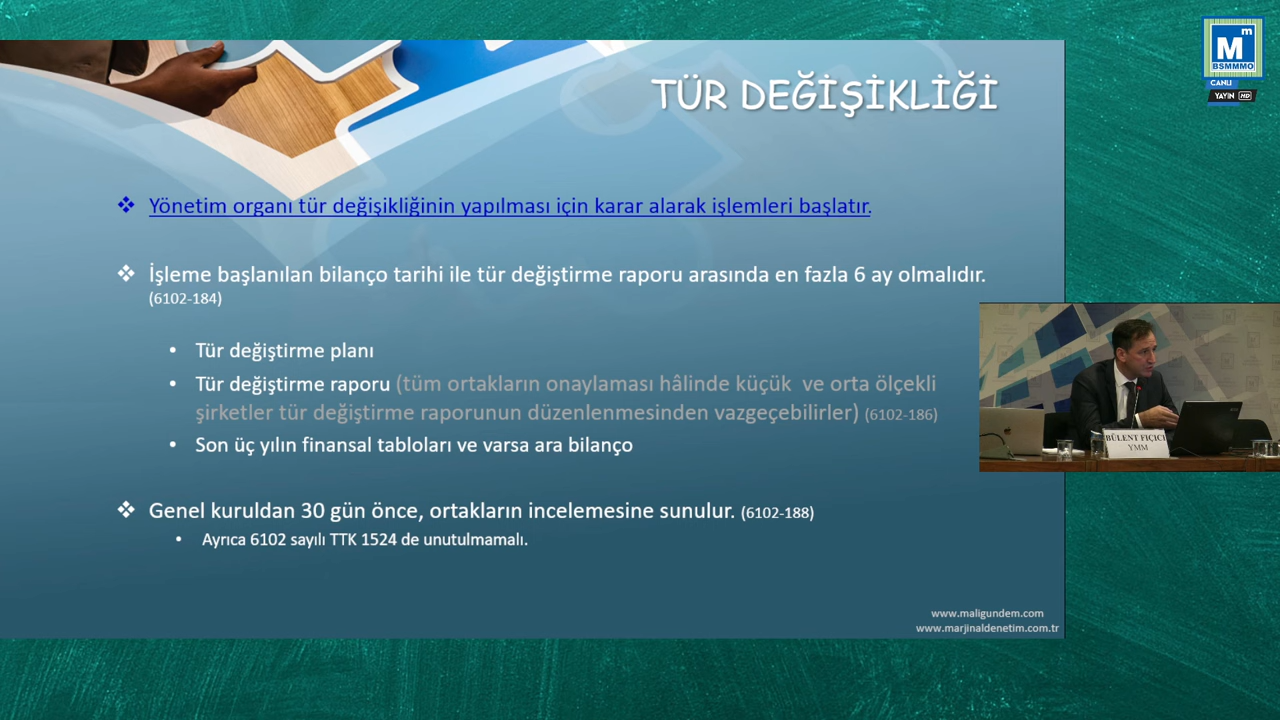 TÜR DEĞİŞİKLİĞİ
Mm
BSMMMO
CANLI
YAYIN HD
❖ Yönetim organı tür değişikliğinin yapılması için karar alarak işlemleri başlatır.
❖ İşleme başlanılan bilanço tarihi ile tür değiştirme raporu arasında en fazla 6 ay olmalıdır.
(6102-184)
• Tür değiştirme planı
• Tür değiştirme raporu (tüm ortakların onaylaması hâlinde küçük ve orta ölçekli
şirketler tür değiştirme raporunun düzenlenmesinden vazgeçebilirler) (6102-186)
• Son üç yılın finansal tabloları ve varsa ara bilanço
❖ Genel kuruldan 30 gün önce, ortakların incelemesine sunulur. (6102-188)
• Ayrıca 6102 sayılı TTK 1524 de unutulmamalı.
BÜLENT FIÇICI
YMM
www.maligundem.com
www.marjinaldenetim.com.tr